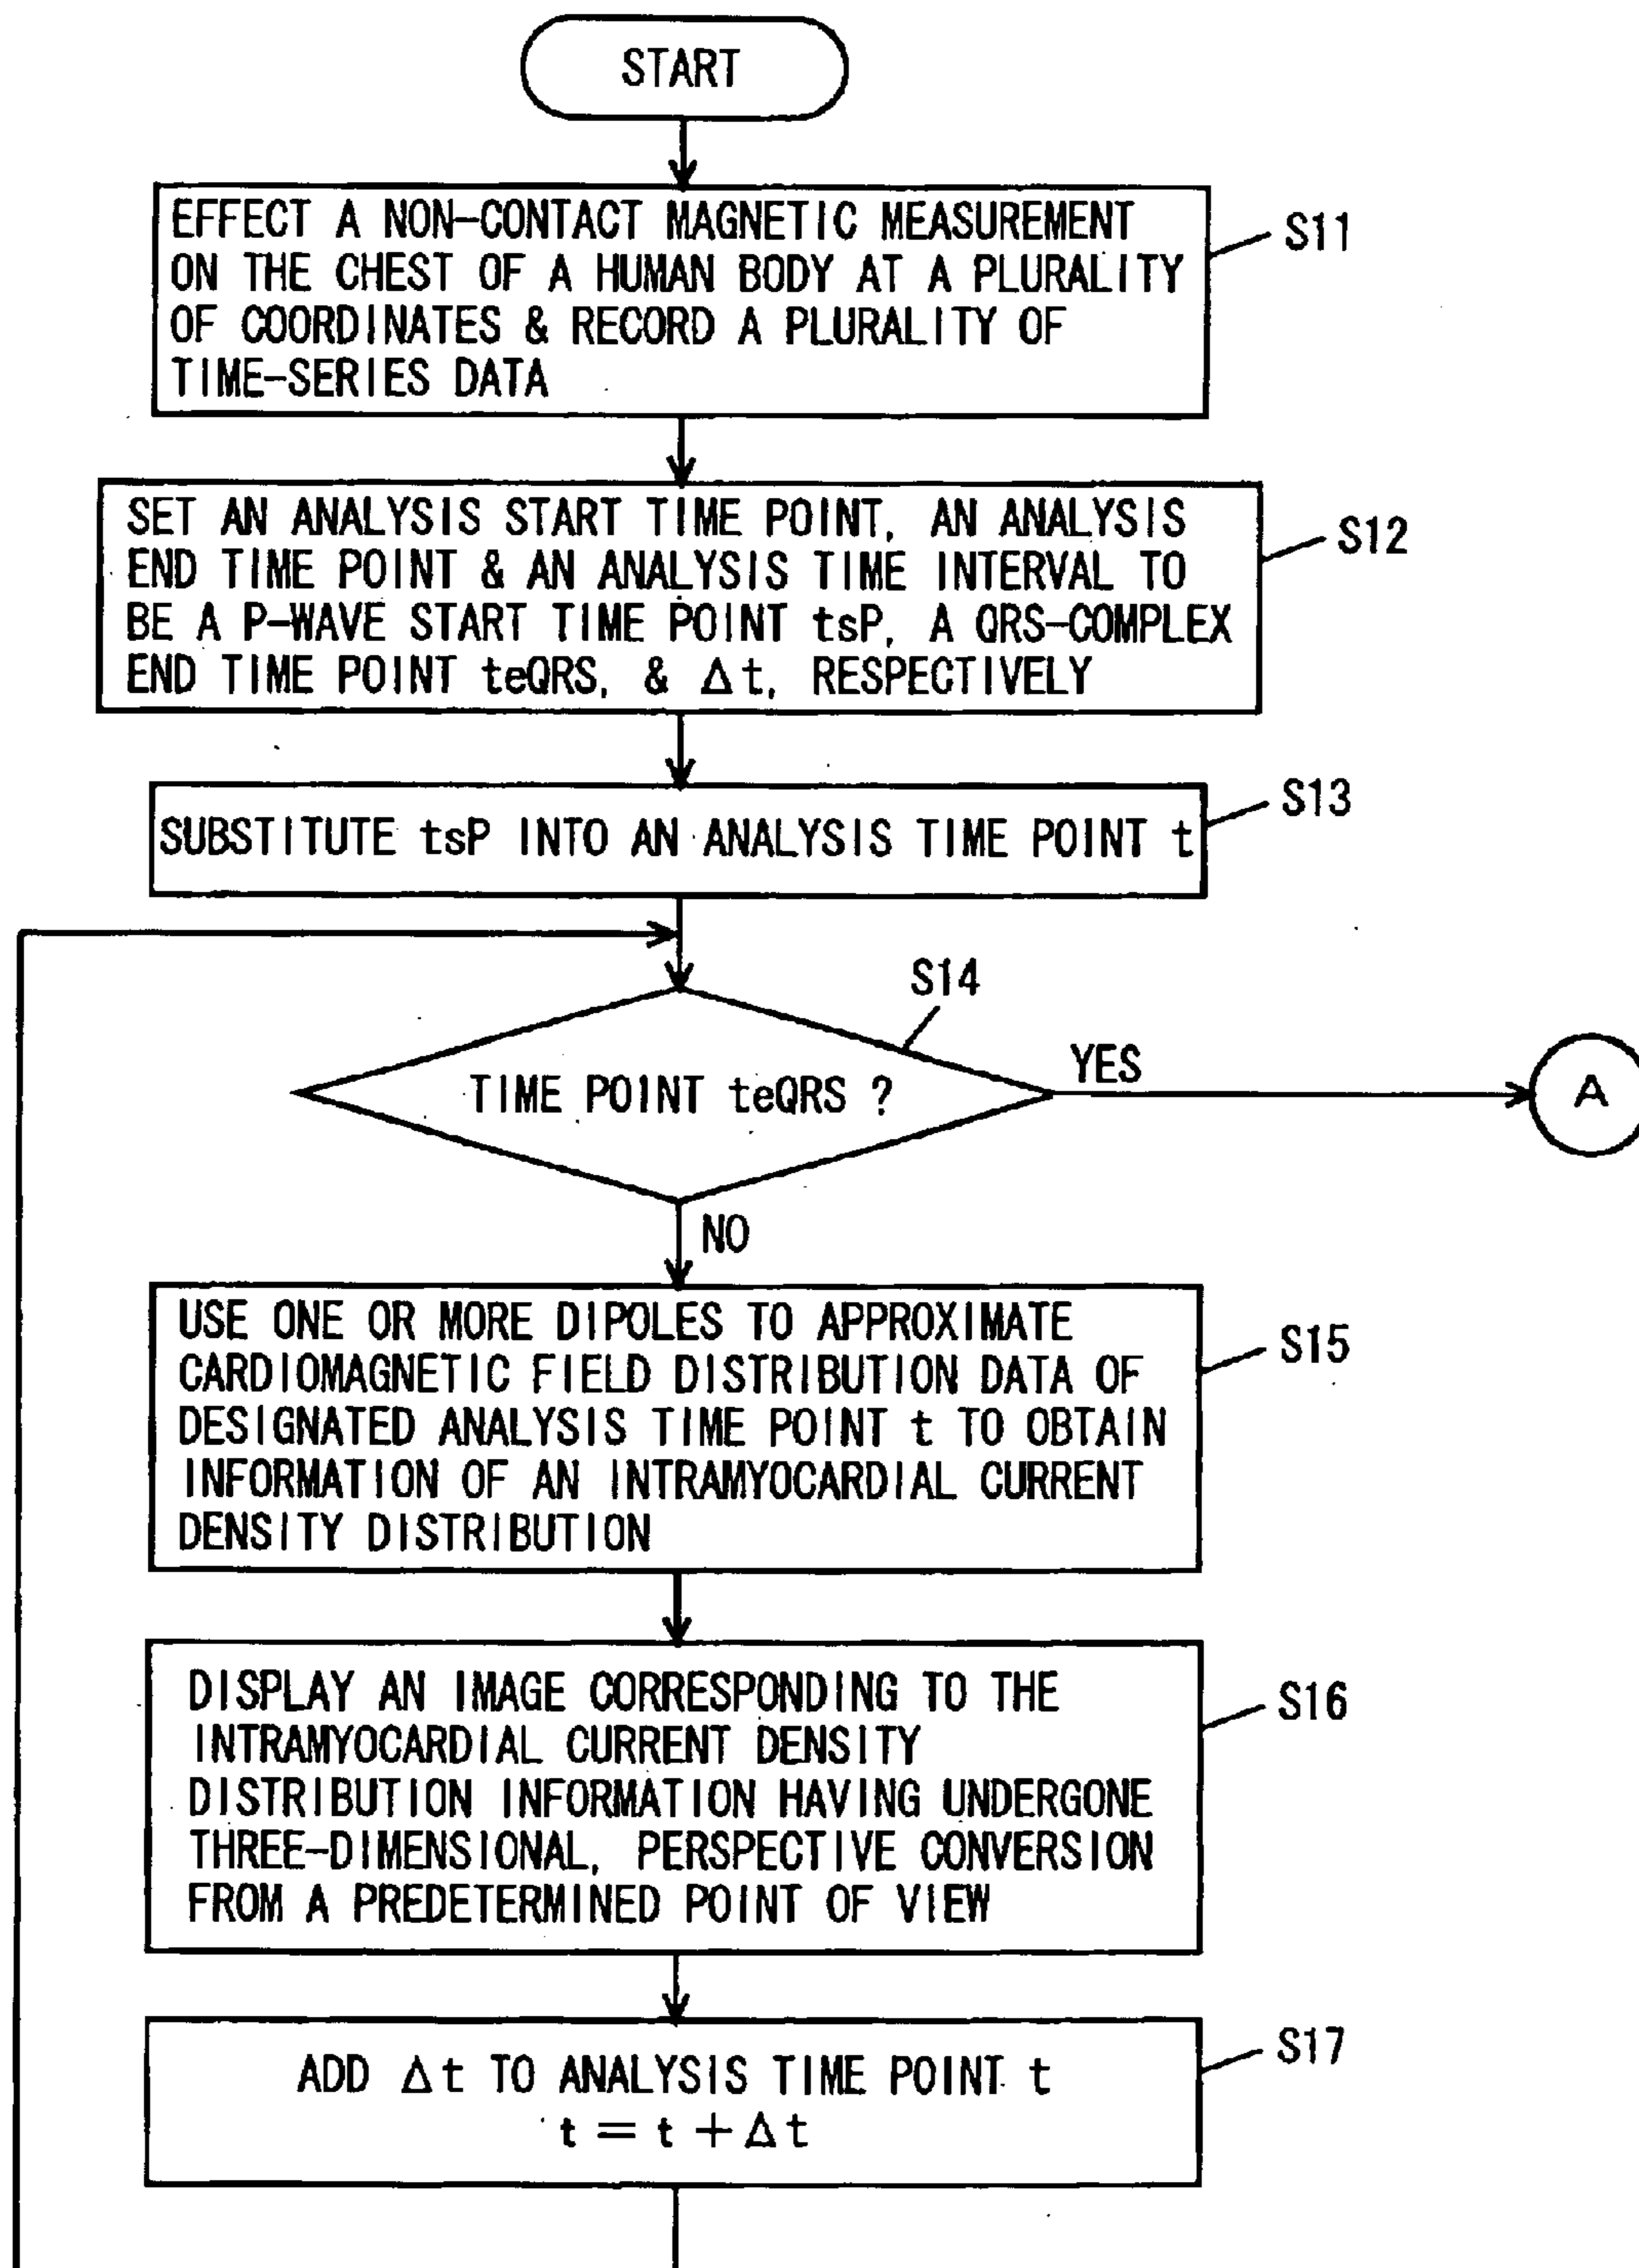 START
EFFECT A NON-CONTACT MAGNETIC MEASUREMENT
ON THE CHEST OF A HUMAN BODY AT A PLURALITY
OF COORDINATES & RECORD A PLURALITY OF
TIME-SERIES DATA
S11
SET AN ANALYSIS START TIME POINT, AN ANALYSIS
END TIME POINT & AN ANALYSIS TIME INTERVAL TO
BE A P-WAVE START TIME POINT tsP, A QRS-COMPLEX
END TIME POINT teQRS, & Δt, RESPECTIVELY
S12
SUBSTITUTE tsP INTO AN ANALYSIS TIME POINT t
S13
S14
TIME POINT teQRS ?
YES
A
NO
USE ONE OR MORE DIPOLES TO APPROXIMATE
CARDIOMAGNETIC FIELD DISTRIBUTION DATA OF
DESIGNATED ANALYSIS TIME POINT t TO OBTAIN
INFORMATION OF AN INTRAMYOCARDIAL CURRENT
DENSITY DISTRIBUTION
S15
DISPLAY AN IMAGE CORRESPONDING TO THE
INTRAMYOCARDIAL CURRENT DENSITY
DISTRIBUTION INFORMATION HAVING UNDERGONE
THREE-DIMENSIONAL, PERSPECTIVE CONVERSION
FROM A PREDETERMINED POINT OF VIEW
S16
ADD Δt TO ANALYSIS TIME POINT t
t = t + Δt
S17